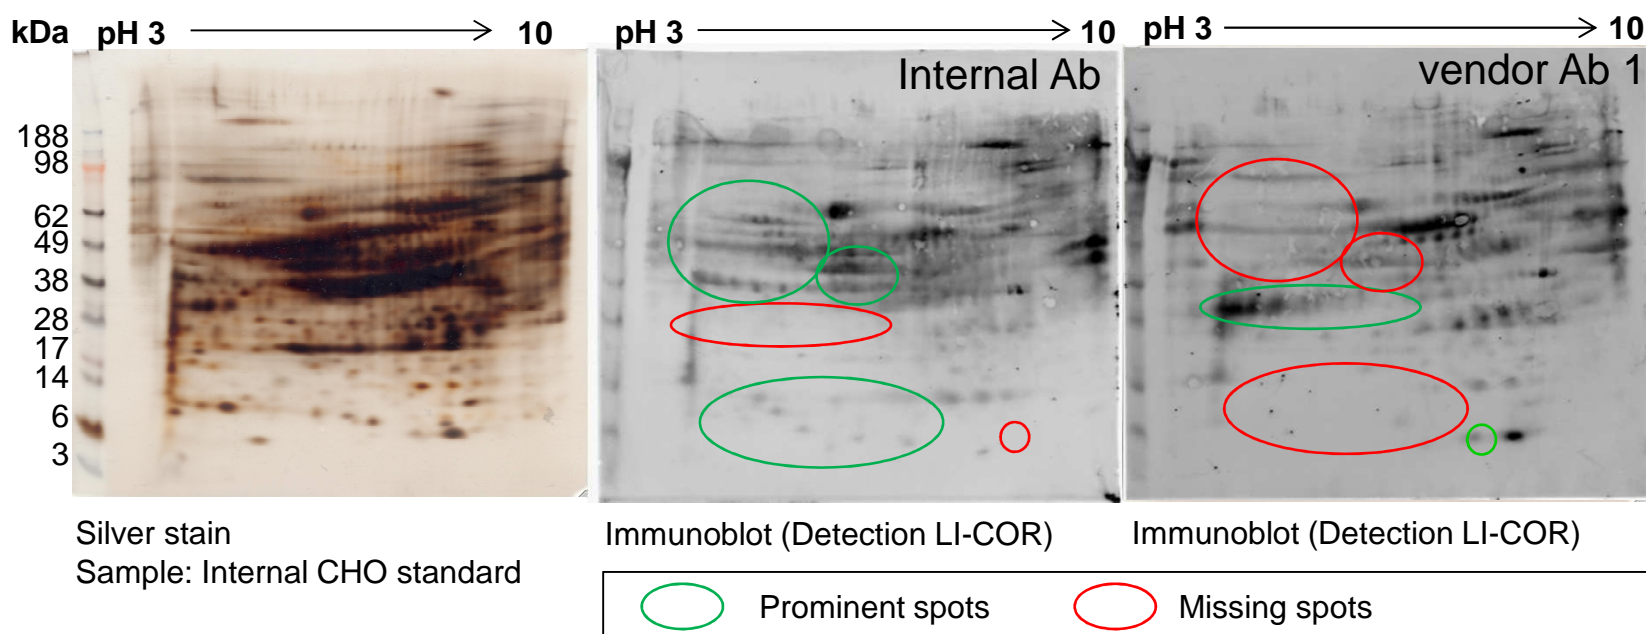 kDa pH 3 10 pH 3 10 pH 3 10
Internal Ab
vendor Ab 1
188
98
62
49
38
28
17
14
6
3
Silver stain
Sample: Internal CHO standard
Immunoblot (Detection LI-COR)
Immunoblot (Detection LI-COR)
Prominent spots
Missing spots